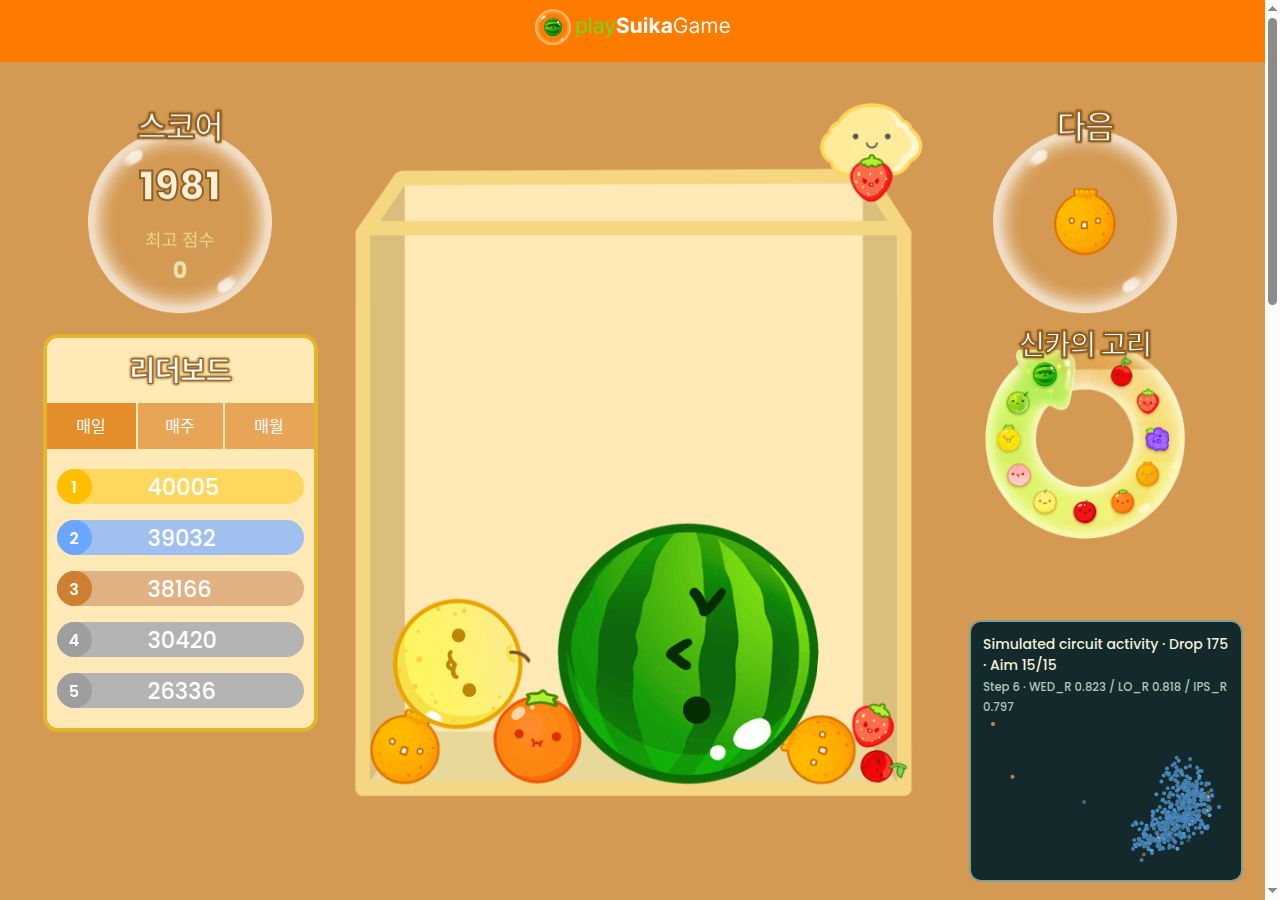 playSuikaGame
스코어
1981
최고 점수
0
다음
신캬의 고리
리더보드
매일
매주
매월
1
40005
2
39032
3
38166
4
30420
5
26336
Simulated circuit activity · Drop 175
· Aim 15/15
Step 6 · WED_R 0.823 / LO_R 0.818 / IPS_R
0.797